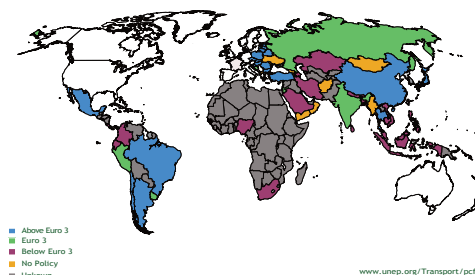 Above Euro 3
Euro 3
Below Euro 3
No Policy
www.unep.org/Transport/pcf